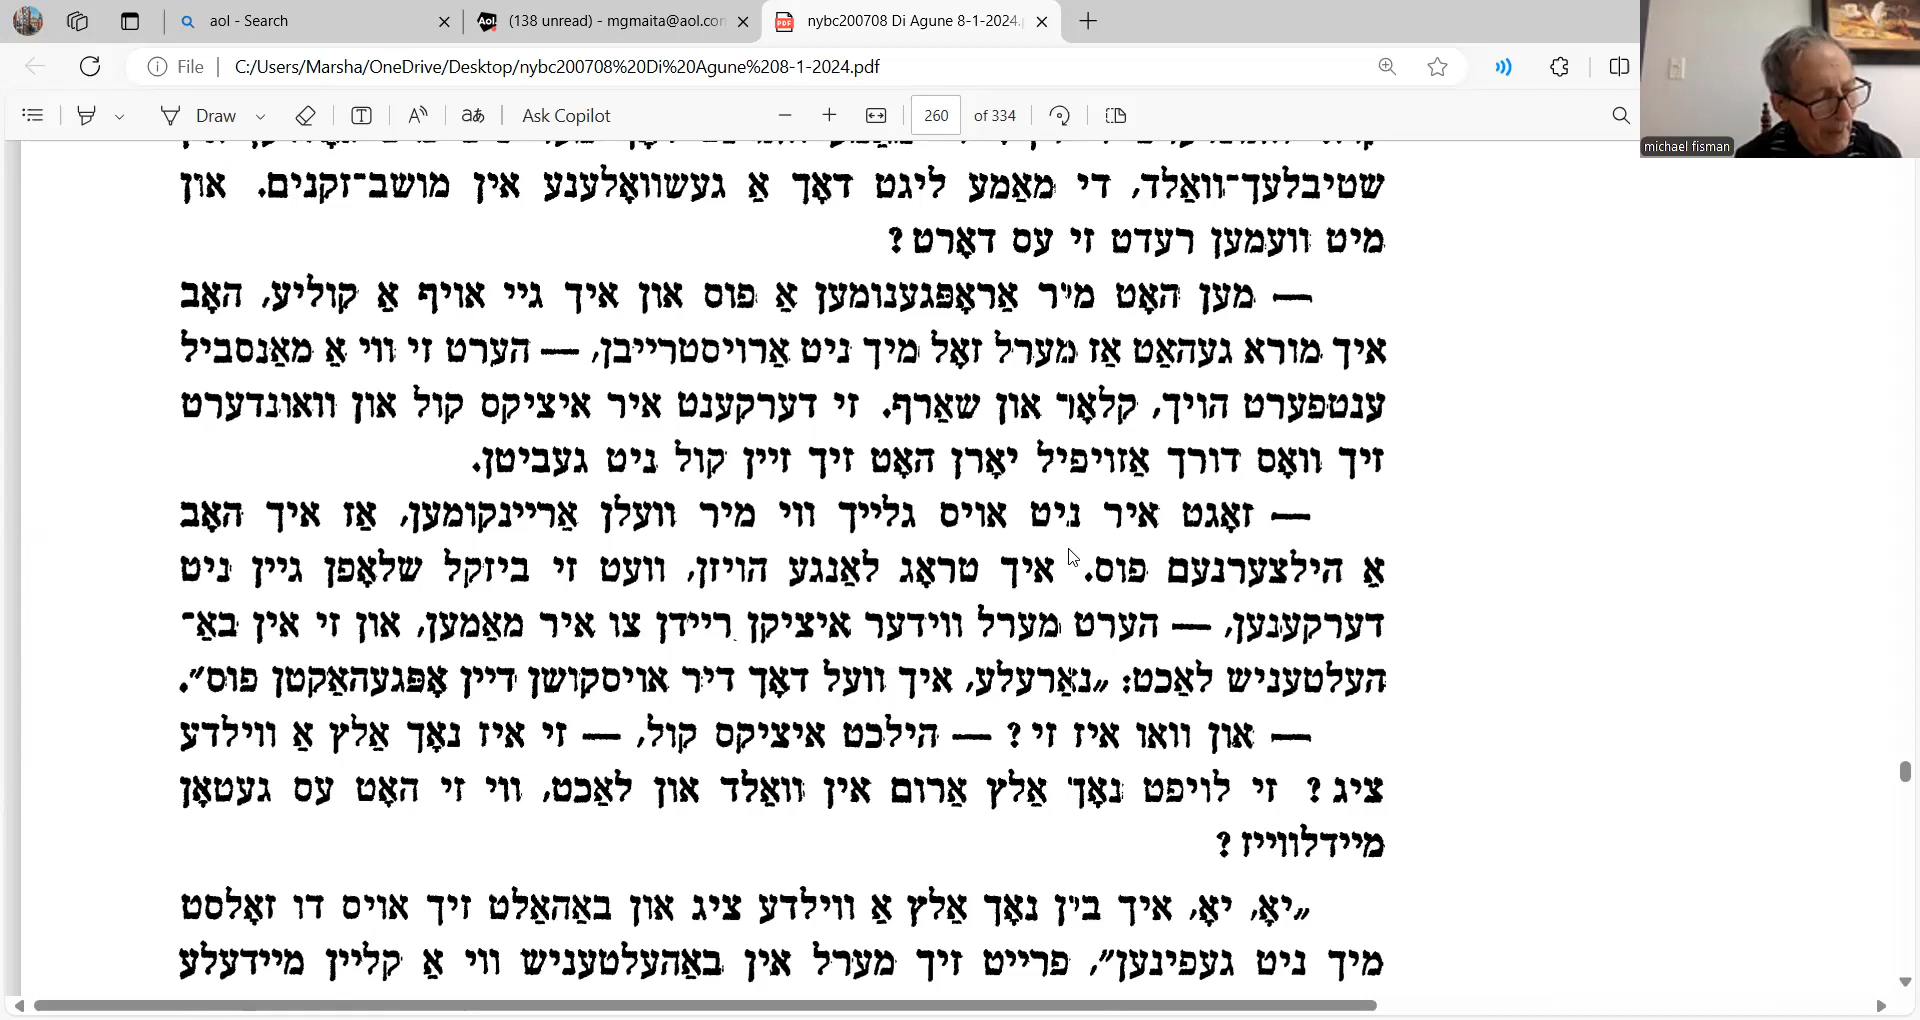 aol - Search
(138 unread) - mgmaita@aol.con
nybc200708 Di Agune 8-1-2024.
File
C:/Users/Marsha/OneDrive/Desktop/nybc200708%20Di%20Agune%208-1-2024.pdf
Draw
Ask Copilot
260 of 334
michael fisman
שטיבלעך־וואַלד, די מאַמע ליגט דאָך אַ געשוואָלענע אין מושב־זקנים. און
מיט וועמען רעדט זי עס דאָרט?
— מען האָט מיר אַראָפּגענומען אַ פוס און איך גיי אויף אַ קוליע, האָב
איך מורא געהאַט אַז מערל זאָל מיך ניט אַרויסטרייבן, — הערט זי ווי אַ מאַנסביל
ענטפערט הויך, קלאָר און שאַרף. זי דערקענט איר איציקס קול און וואונדערט
זיך וואָס דורך אַזויפיל יאָרן האָט זיך זיין קול ניט געביטן.
— זאָגט איר ניט אויס גלייך ווי מיר וועלן אַריינקומען, אַז איך האָב
אַ הילצערנעם פוס. איך טראָג לאַנגע הויזן, וועט זי ביזקל שלאָפן גיין ניט
דערקענען, — הערט מערל ווידער איציקן ריידן צו איר מאַמען, און זי אין באַ־
העלטעניש לאַכט: „נאַרעלע, איך וועל דאָך דיר אויסקושן דיין אָפּגעהאַקטן פוס".
— און וואו איז זי? — הילכט איציקס קול, — זי איז נאָך אַלץ אַ ווילדע
ציג? זי לויפט נאָך אַלץ אַרום אין וואַלד און לאַכט, ווי זי האָט עס געטאָן
מיידלווייז?
„יאָ, יאָ, איך בין נאָך אַלץ אַ ווילדע ציג און באַהאַלט זיך אויס דו זאָלסט
מיך ניט געפינען", פרייט זיך מערל אין באַהעלטעניש ווי אַ קליין מיידעלע